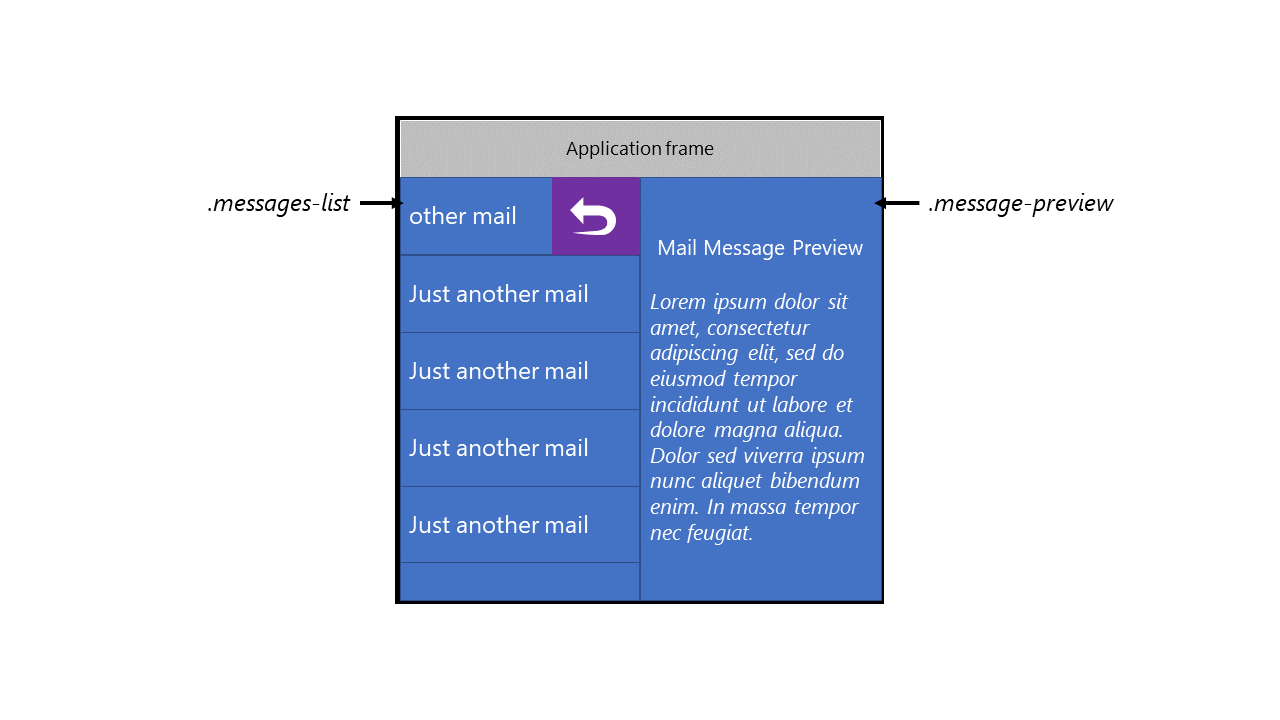 Application frame
.messages-list
.message-preview
other mail
Just another mail
Just another mail
Just another mail
Just another mail
Mail Message Preview
Lorem ipsum dolor sit
amet, consectetur
adipiscing elit, sed do
eiusmod tempor
incididunt ut labore et
dolore magna aliqua.
Dolor sed viverra ipsum
nunc aliquet bibendum
enim. In massa tempor
nec feugiat.